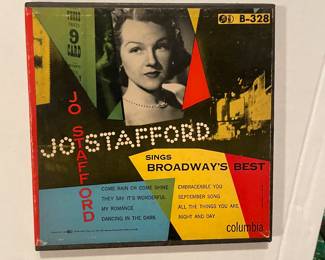 B-328
9
CARD
JO STAFFORD
JO STAFFORD
SINGS
BROADWAY'S BEST
COME RAIN OR COME SHINE
THEY SAY IT'S WONDERFUL
MY ROMANCE
DANCING IN THE DARK
EMBRACEABLE YOU
SEPTEMBER SONG
ALL THE THINGS YOU ARE
NIGHT AND DAY
columbia